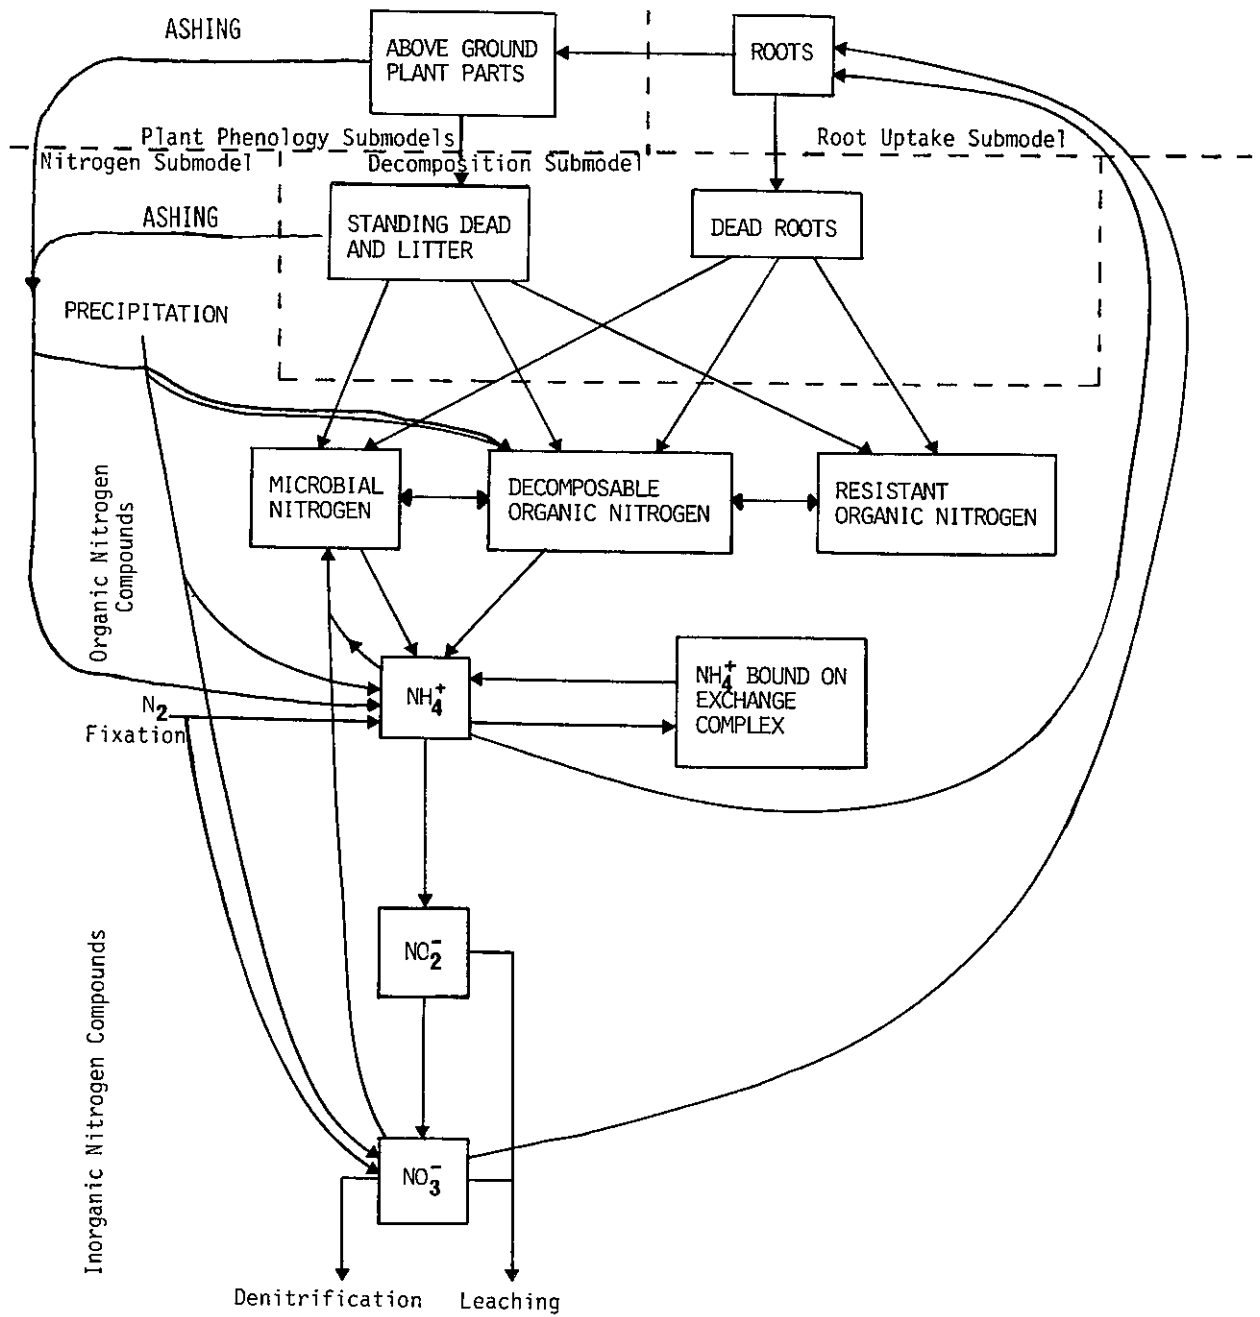 ASHING
ABOVE GROUND
PLANT PARTS
ROOTS
Plant Phenology Submodels
Root Uptake Submodel
Nitrogen Submodel
Decomposition Submodel
ASHING
STANDING DEAD
AND LITTER
DEAD ROOTS
PRECIPITATION
MICROBIAL
NITROGEN
DECOMPOSABLE
ORGANIC NITROGEN
RESISTANT
ORGANIC NITROGEN
Organic Nitrogen
Compounds
NH₄⁺
NH₄⁺ BOUND ON
EXCHANGE
COMPLEX
N₂
Fixation
NO₂⁻
Inorganic Nitrogen Compounds
NO₃⁻
Denitrification
Leaching